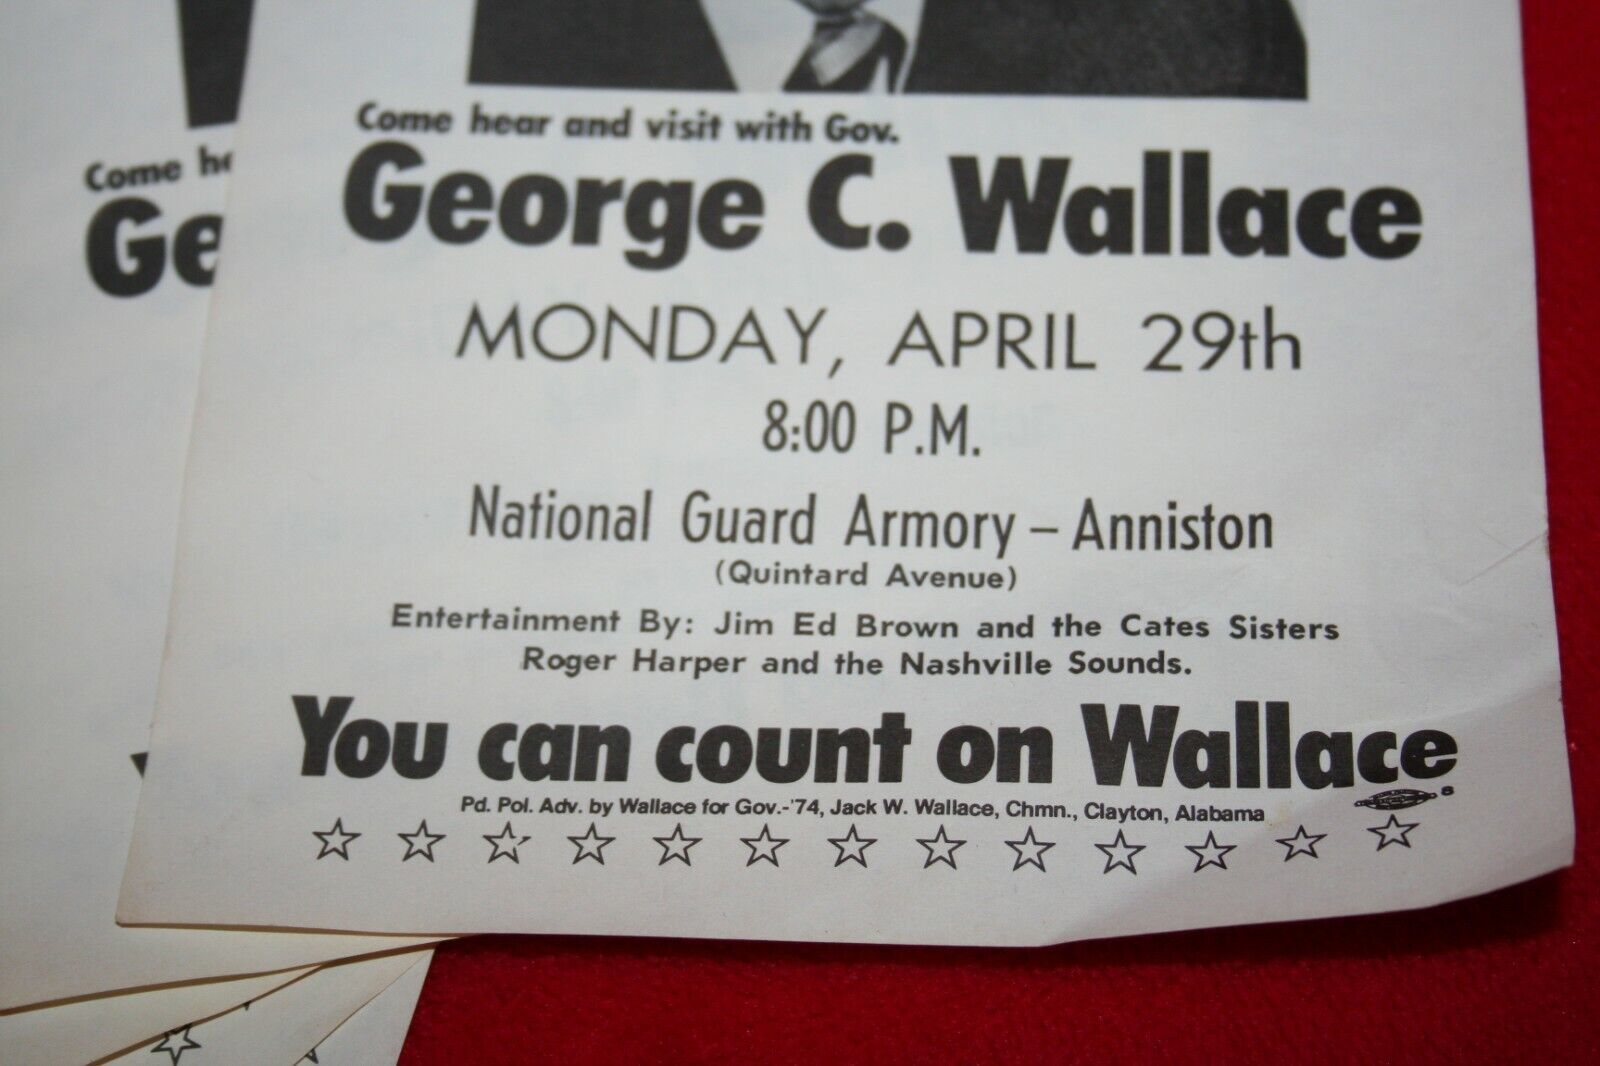 Come hear and visit with Gov.
George C. Wallace
MONDAY, APRIL 29th
8:00 P.M.
National Guard Armory – Anniston
(Quintard Avenue)
Entertainment By: Jim Ed Brown and the Cates Sisters
Roger Harper and the Nashville Sounds.
You can count on Wallace
Pd. Pol. Adv. by Wallace for Gov.-'74, Jack W. Wallace, Chmn., Clayton, Alabama
8
Come he
Ge